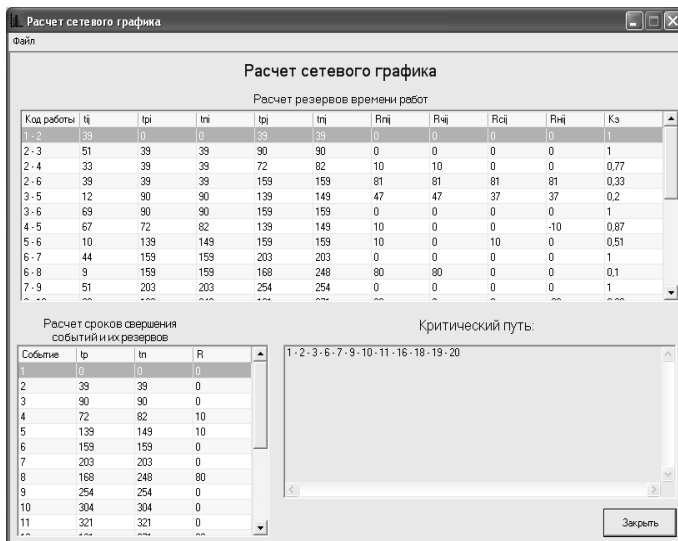 Расчет сетевого графика
Файл
Расчет сетевого графика
Расчет резервов времени работ
Код работы tij tpi tпi tpj tпj Rпij Rчij Rсij Rнij Кэ
1 - 2 39 0 0 39 39 0 0 0 0 1
2 - 3 51 39 39 90 90 0 0 0 0 1
2 - 4 33 39 39 72 82 10 10 0 0 0,77
2 - 6 39 39 39 159 159 81 81 81 81 0,33
3 - 5 12 90 90 139 149 47 47 37 37 0,2
3 - 6 69 90 90 159 159 0 0 0 0 1
4 - 5 67 72 82 139 149 10 0 0 -10 0,87
5 - 6 10 139 149 159 159 10 0 10 0 0,51
6 - 7 44 159 159 203 203 0 0 0 0 1
6 - 8 9 159 159 168 248 80 80 0 0 0,1
7 - 9 51 203 203 254 254 0 0 0 0 1
Расчет сроков свершения
событий и их резервов
Событие tp tп R
1 0 0 0
2 39 39 0
3 90 90 0
4 72 82 10
5 139 149 10
6 159 159 0
7 203 203 0
8 168 248 80
9 254 254 0
10 304 304 0
11 321 321 0
Критический путь:
1 - 2 - 3 - 6 - 7 - 9 - 10 - 11 - 16 - 18 - 19 - 20
Закрыть